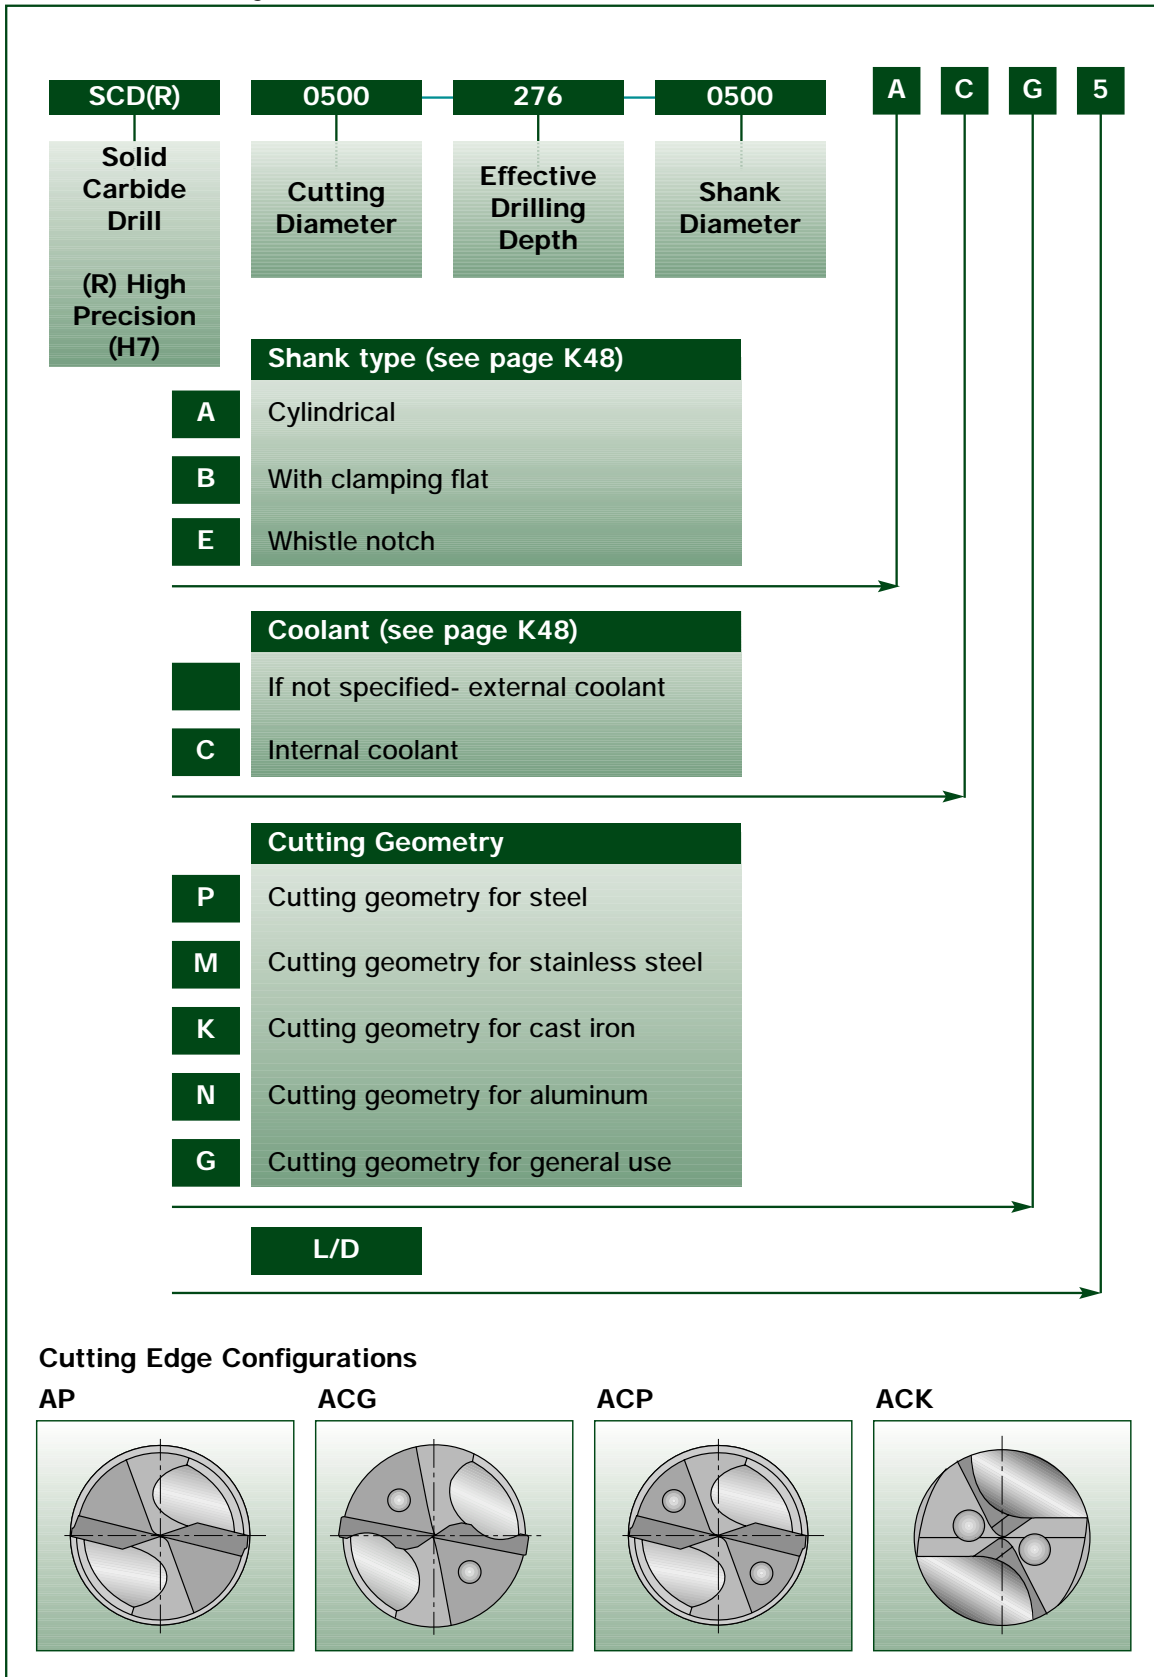 SCD(R) 0500 276 0500 A C G 5
Solid
Carbide
Drill
(R) High
Precision
(H7)
Cutting
Diameter
Effective
Drilling
Depth
Shank
Diameter
Shank type (see page K48)
A Cylindrical
B With clamping flat
E Whistle notch
Coolant (see page K48)
If not specified- external coolant
C Internal coolant
Cutting Geometry
P Cutting geometry for steel
M Cutting geometry for stainless steel
K Cutting geometry for cast iron
N Cutting geometry for aluminum
G Cutting geometry for general use
L/D
Cutting Edge Configurations
AP ACG ACP ACK